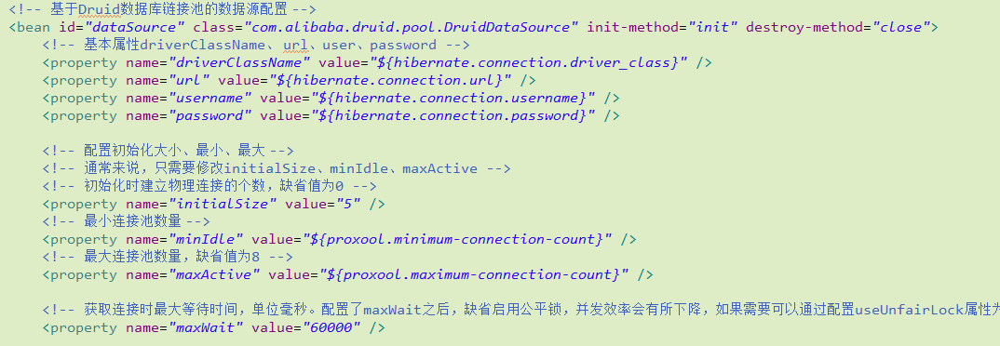 <!-- 基于Druid数据库链接池的数据源配置 -->
<bean id="dataSource" class="com.alibaba.druid.pool.DruidDataSource" init-method="init" destroy-method="close">
<!-- 基本属性driverClassName、url、user、password -->
<property name="driverClassName" value="${hibernate.connection.driver_class}" />
<property name="url" value="${hibernate.connection.url}" />
<property name="username" value="${hibernate.connection.username}" />
<property name="password" value="${hibernate.connection.password}" />
<!-- 配置初始化大小、最小、最大 -->
<!-- 通常来说，只需要修改initialSize、minIdle、maxActive -->
<!-- 初始化时建立物理连接的个数，缺省值为0 -->
<property name="initialSize" value="5" />
<!-- 最小连接池数量 -->
<property name="minIdle" value="${proxool.minimum-connection-count}" />
<!-- 最大连接池数量，缺省值为8 -->
<property name="maxActive" value="${proxool.maximum-connection-count}" />
<!-- 获取连接时最大等待时间，单位毫秒。配置了maxWait之后，缺省启用公平锁，并发效率会有所下降，如果需要可以通过配置useUnfairLock属性为
<property name="maxWait" value="60000" />